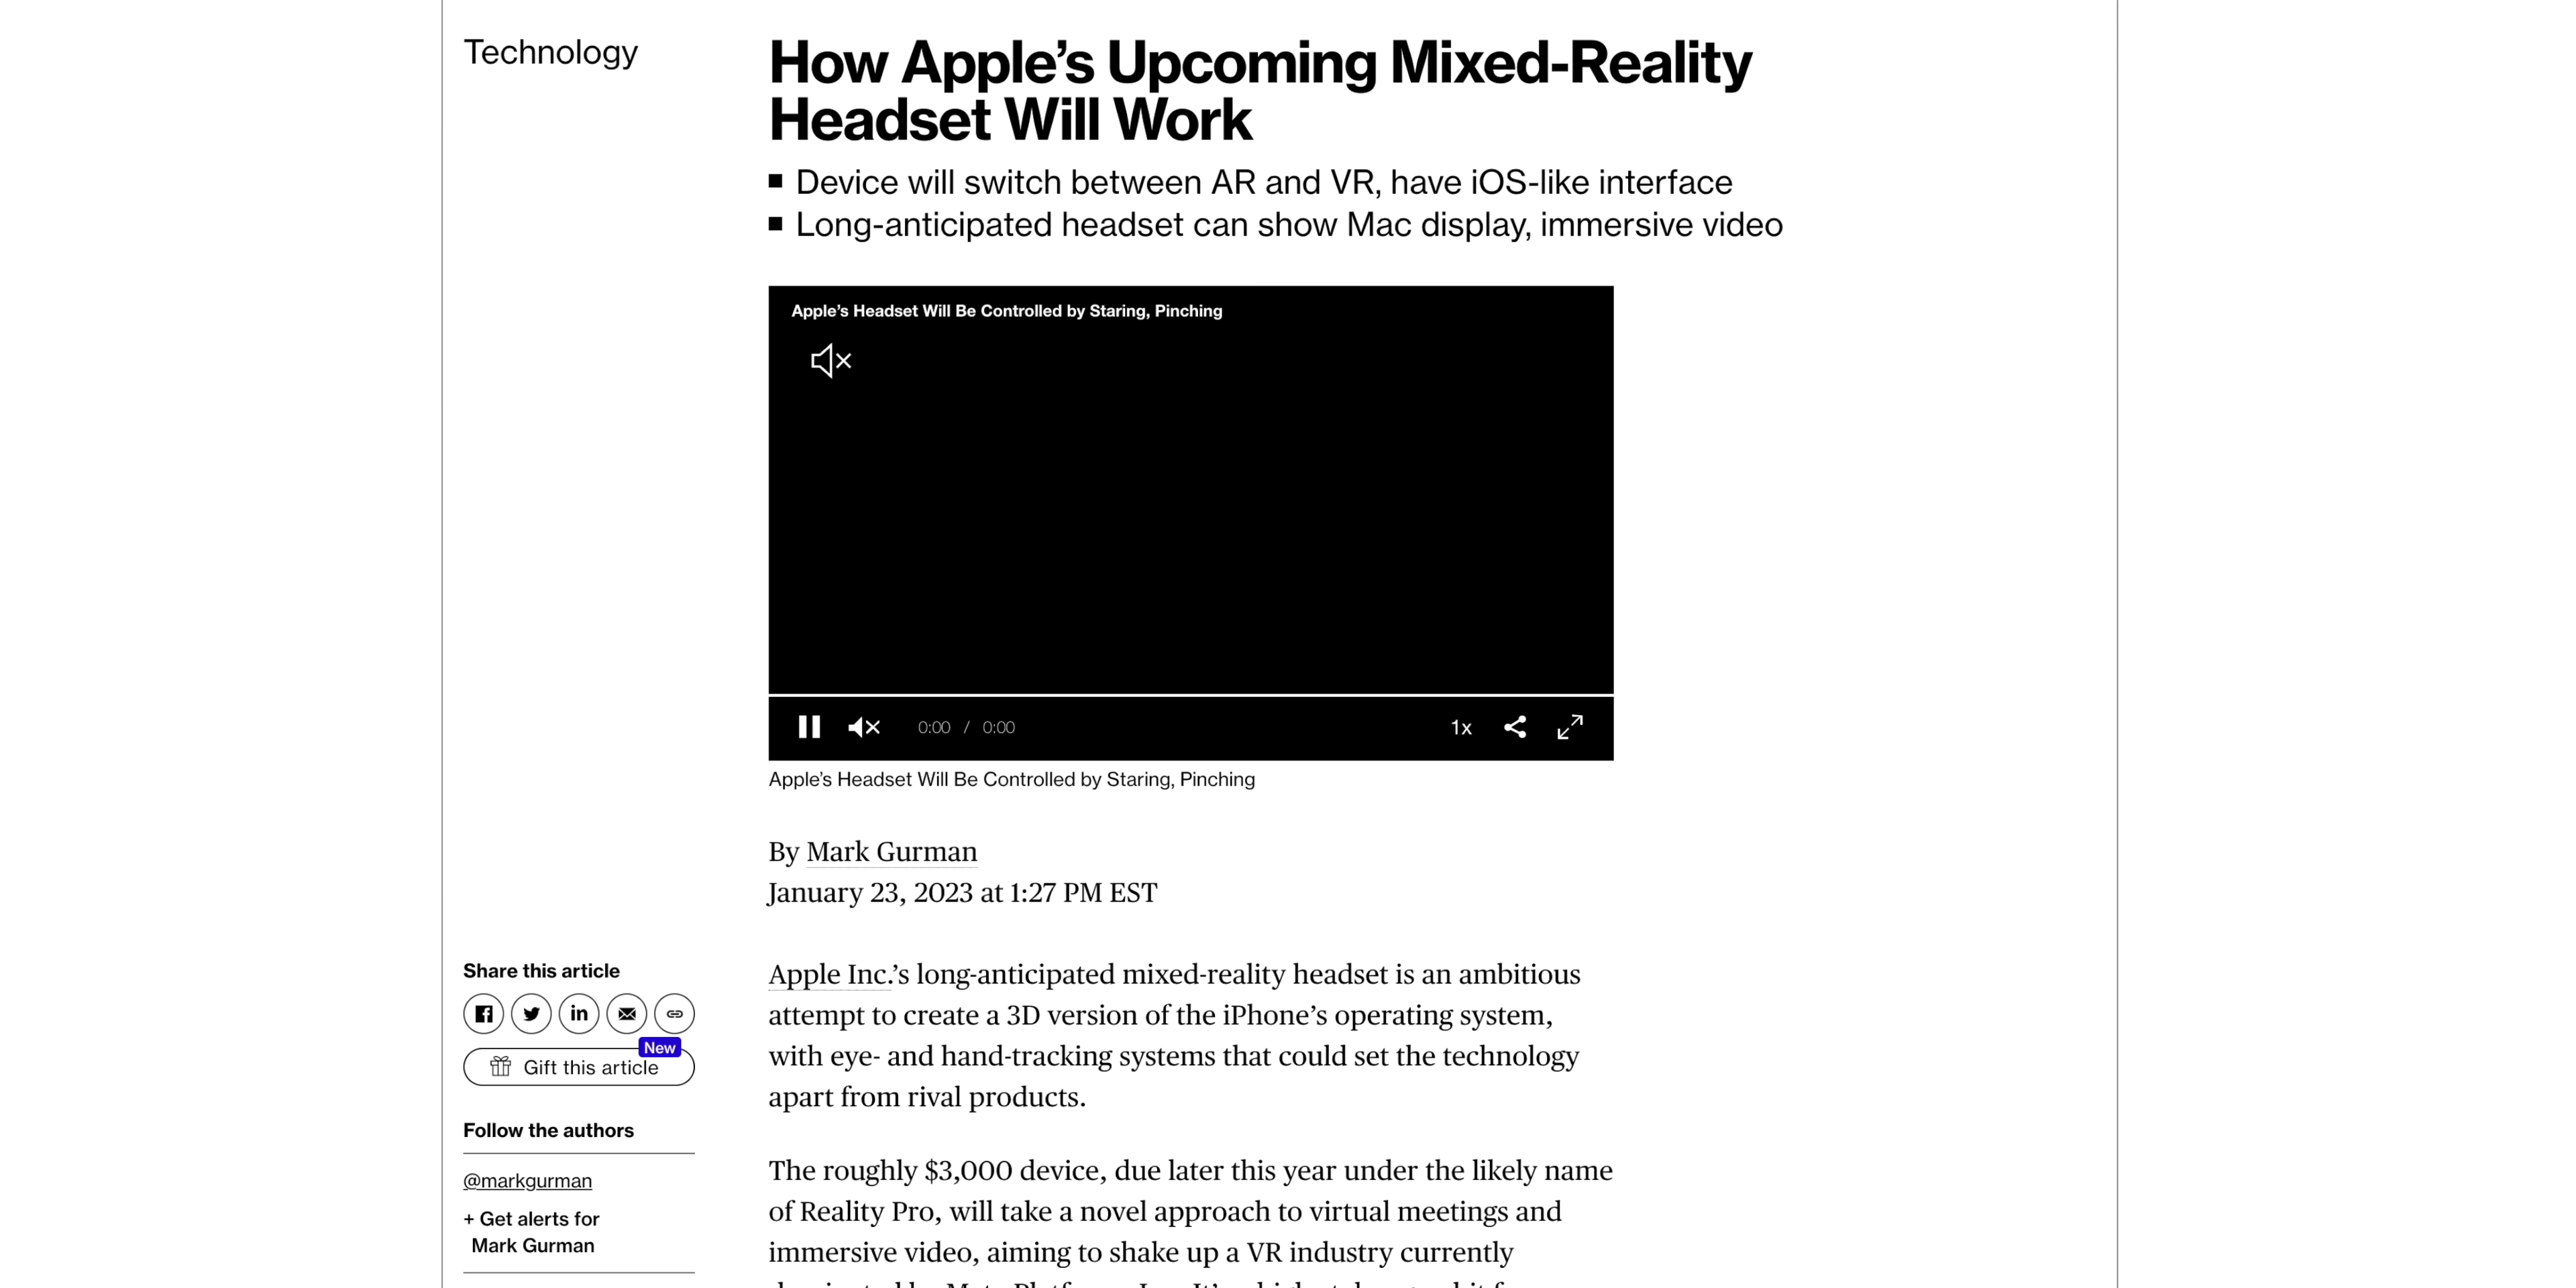 Technology
How Apple’s Upcoming Mixed-Reality
Headset Will Work
Device will switch between AR and VR, have iOS-like interface
Long-anticipated headset can show Mac display, immersive video
Apple’s Headset Will Be Controlled by Staring, Pinching
0:00 / 0:00
1x
Apple’s Headset Will Be Controlled by Staring, Pinching
By Mark Gurman
January 23, 2023 at 1:27 PM EST
Share this article
in
New
Gift this article
Follow the authors
@markgurman
+ Get alerts for
Mark Gurman
Apple Inc.’s long-anticipated mixed-reality headset is an ambitious
attempt to create a 3D version of the iPhone’s operating system,
with eye- and hand-tracking systems that could set the technology
apart from rival products.
The roughly $3,000 device, due later this year under the likely name
of Reality Pro, will take a novel approach to virtual meetings and
immersive video, aiming to shake up a VR industry currently